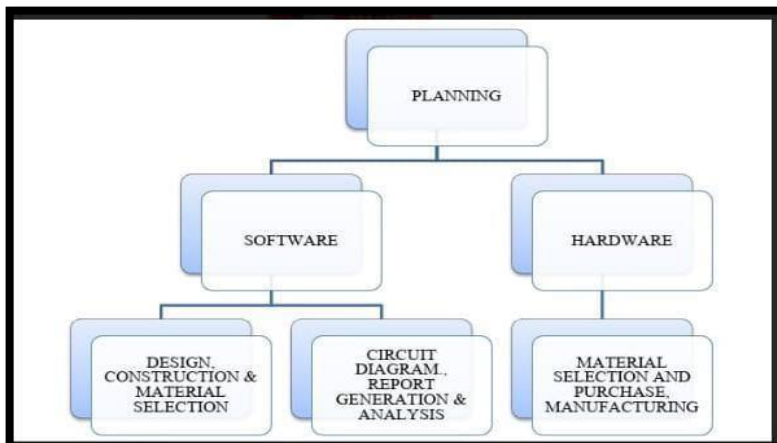 PLANNING
SOFTWARE
HARDWARE
DESIGN,
CONSTRUCTION &
MATERIAL
SELECTION
CIRCUIT
DIAGRAM.,
REPORT
GENERATION &
ANALYSIS
MATERIAL
SELECTION AND
PURCHASE,
MANUFACTURING